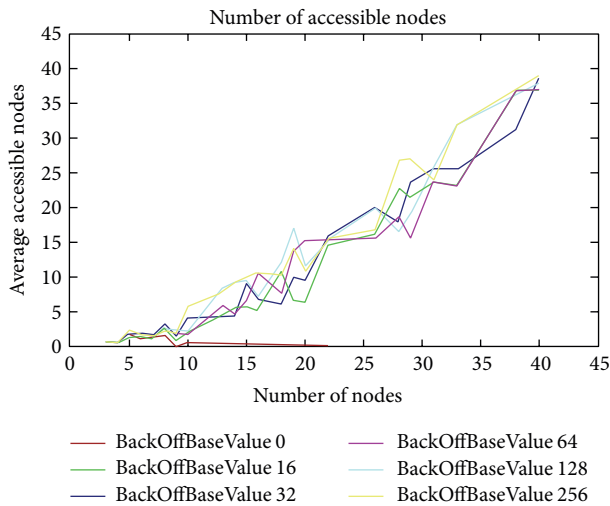 Number of accessible nodes
45
40
35
30
25
20
15
10
5
0
Average accessible nodes
0 5 10 15 20 25 30 35 40 45
Number of nodes
BackOffBaseValue 0
BackOffBaseValue 16
BackOffBaseValue 32
BackOffBaseValue 64
BackOffBaseValue 128
BackOffBaseValue 256